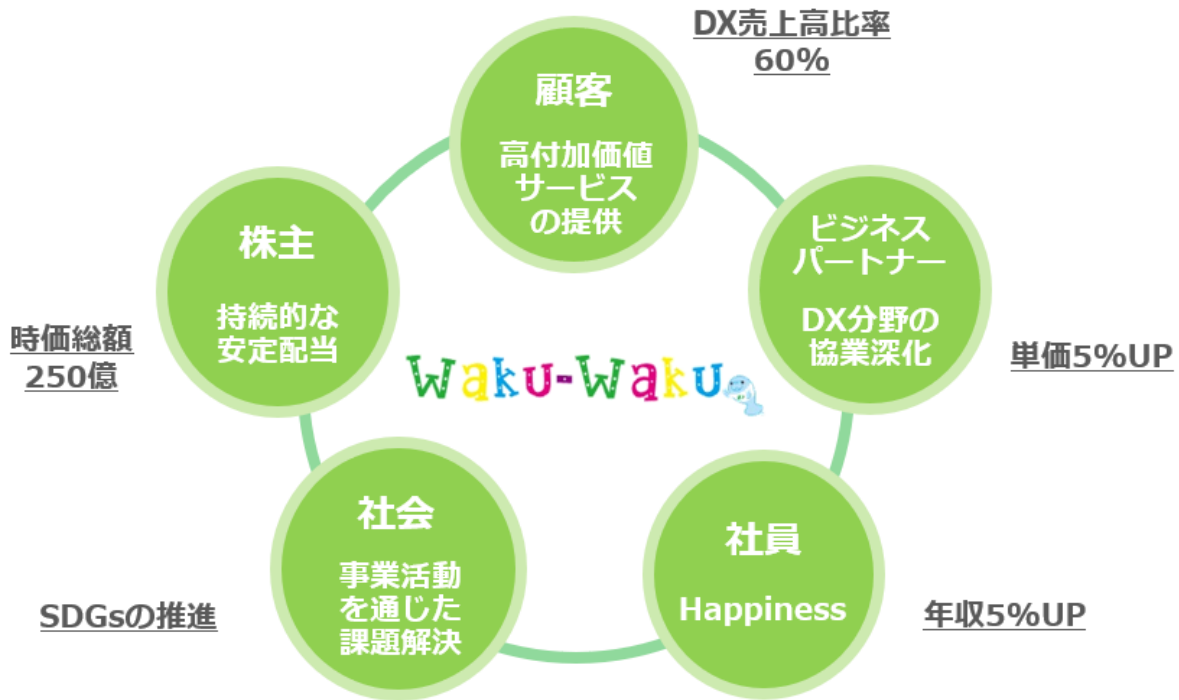 DX売上高比率
60%
顧客
高付加価値
サービス
の提供
ビジネス
パートナー
DX分野の
協業深化
単価5%UP
株主
持続的な
安定配当
時価総額
250億
Waku-Waku
社会
事業活動
を通じた
課題解決
SDGsの推進
社員
Happiness
年収5%UP